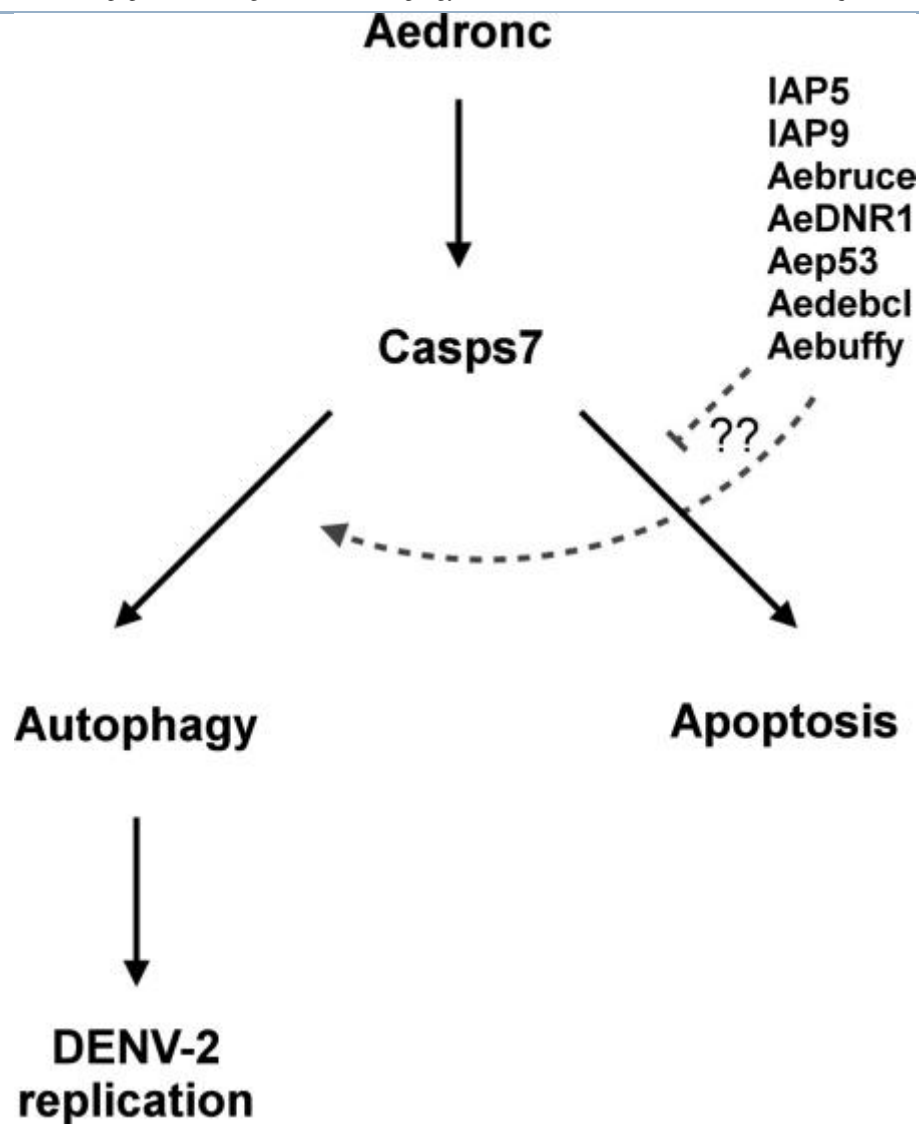 Aedronc
IAP5
IAP9
Aebruce
AeDNR1
Aep53
Aedebcl
Aebuffy
Casps7
??
Autophagy
Apoptosis
DENV-2
replication